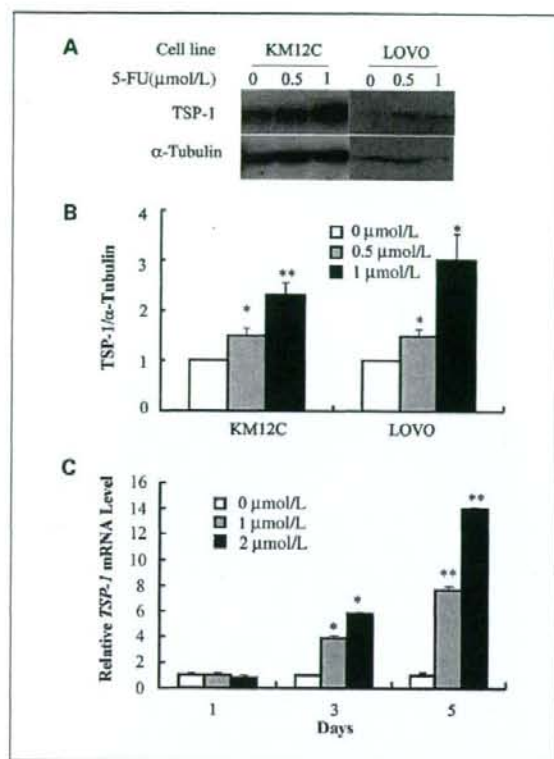 A
Cell line KM12C LOVO
5-FU(μmol/L) 0 0.5 1 0 0.5 1
TSP-1
α-Tubulin
B
TSP-1/α-Tubulin
4
3
2
1
0
0 μmol/L
0.5 μmol/L
1 μmol/L
* ** * *
KM12C LOVO
C
Relative TSP-1 mRNA Level
16
14
12
10
8
6
4
2
0
0 μmol/L
1 μmol/L
2 μmol/L
* * ** **
1 3 5
Days